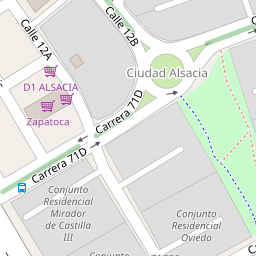 Calle 12A
Calle 12B
Ciudad Alsacia
D1 ALSACIA
Zapatoca
Carrera 71D
Carrera 71D
Conjunto
Residencial
Mirador
de Castilla
III
Conjunto
Residencial
Oviedo